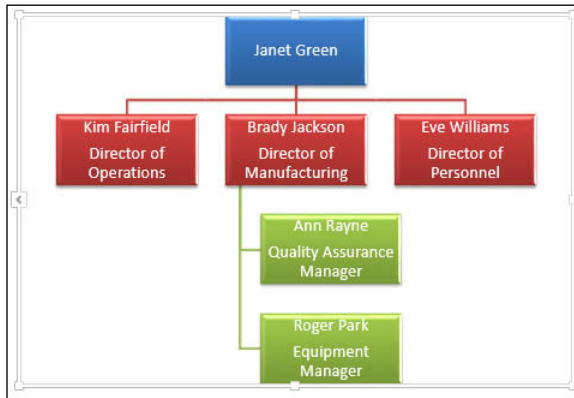 Janet Green
Kim Fairfield
Director of
Operations
Brady Jackson
Director of
Manufacturing
Eve Williams
Director of
Personnel
Ann Rayne
Quality Assurance
Manager
Roger Park
Equipment
Manager